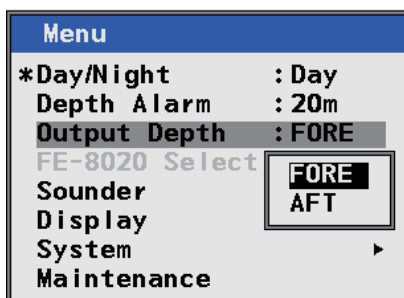 Menu
*Day/Night : Day
Depth Alarm : 20m
Output Depth : FORE
FE-8020 Select
FORE
AFT
Sounder
Display
System ▶
Maintenance